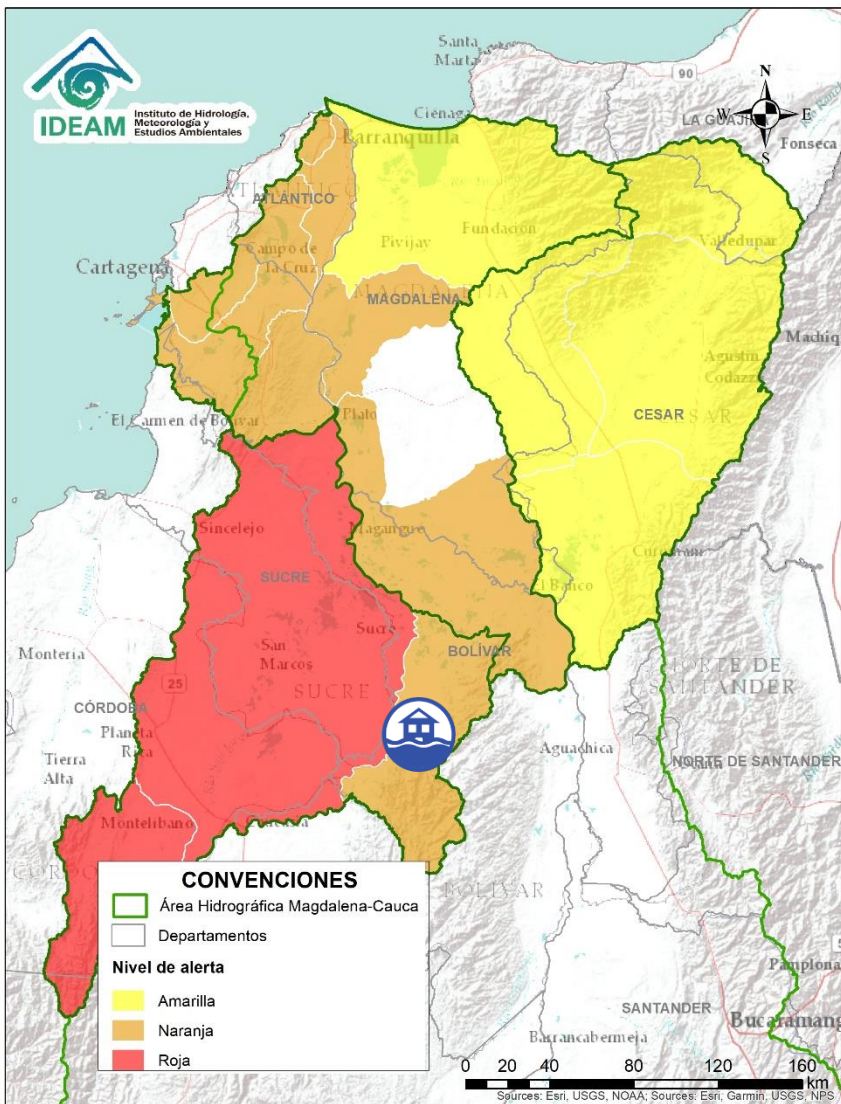 IDEAM
Instituto de Hidrología,
Meteorología y
Estudios Ambientales
Santa
Marta
90
N
W
E
S
Ciénaga
LA GUAJIRA
Fonseca
Barranquilla
ATLÁNTICO
Pivijay
Fundación
Valledupar
Cartagena
Campo de
la Cruz
MAGDALENA
Agustín
Codazzi
El Carmen de Bolívar
Plato
CESAR
Sincelejo
Magangue
SUCRE
El Banco
Sucre
San
Marcos
SUCRE
BOLÍVAR
Monteria
25
NORTE DE
SANTANDER
CÓRDOBA
Planeta
Rica
Tierra
Alta
Aguachica
NORTE DE SANTANDER
Montelibano
BOLÍVAR
CONVENCIONES
Área Hidrográfica Magdalena-Cauca
Departamentos
Nivel de alerta
Amarilla
Naranja
Roja
Pamplona
SANTANDER
Bucaramang
Barrancabermeja
0 20 40 80 120 160
km
Sources: Esri, USGS, NOAA; Sources: Esri, Garmin, USGS, NPS